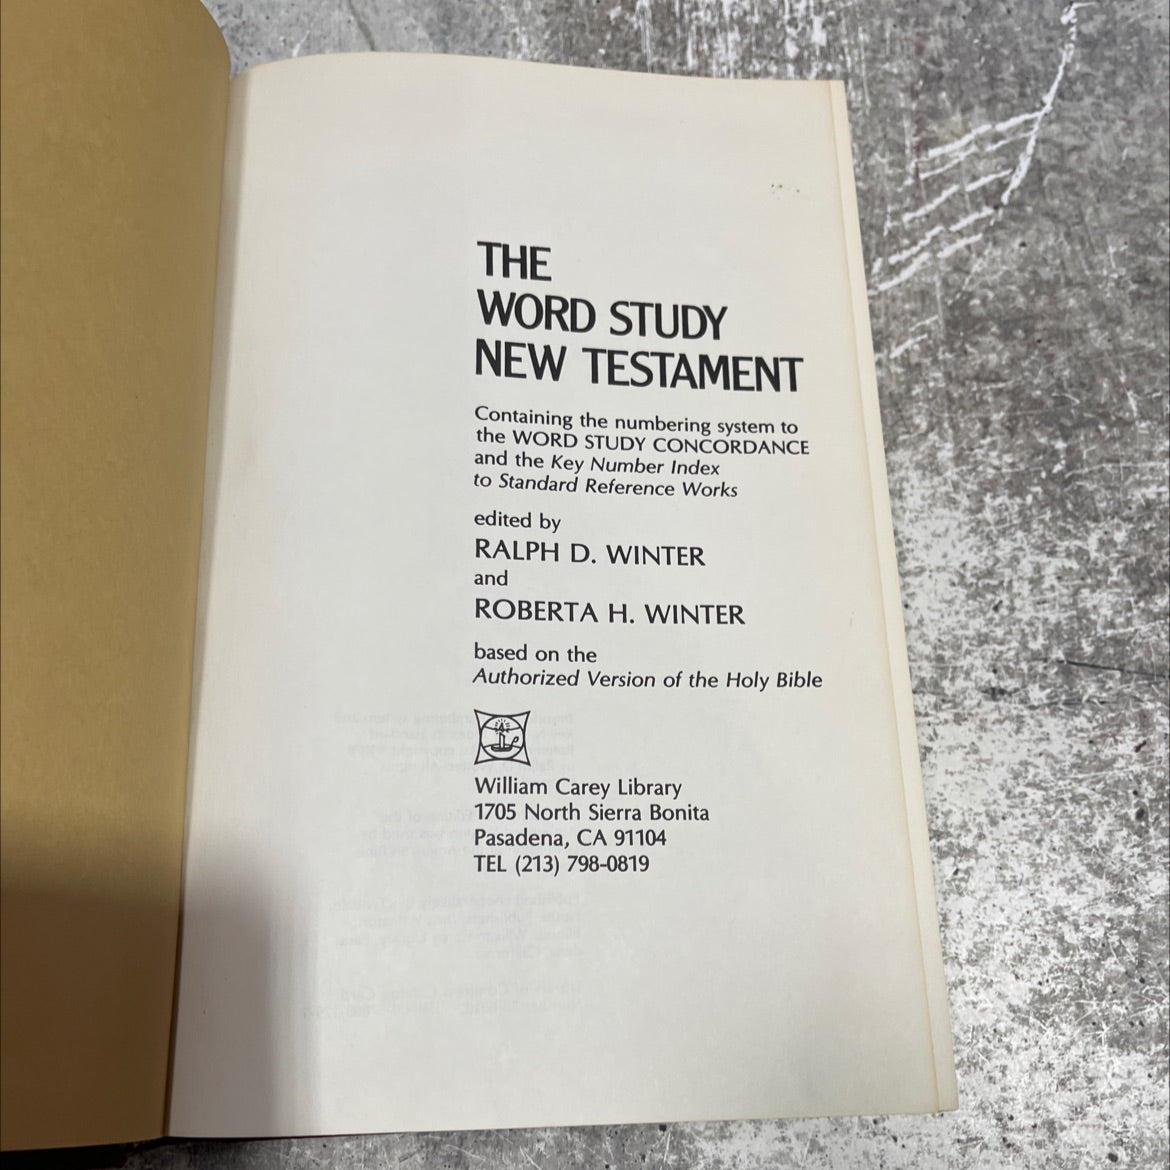 THE
WORD STUDY
NEW TESTAMENT
Containing the numbering system to
the WORD STUDY CONCORDANCE
and the Key Number Index
to Standard Reference Works
edited by
RALPH D. WINTER
and
ROBERTA H. WINTER
based on the
Authorized Version of the Holy Bible
William Carey Library
1705 North Sierra Bonita
Pasadena, CA 91104
TEL (213) 798-0819